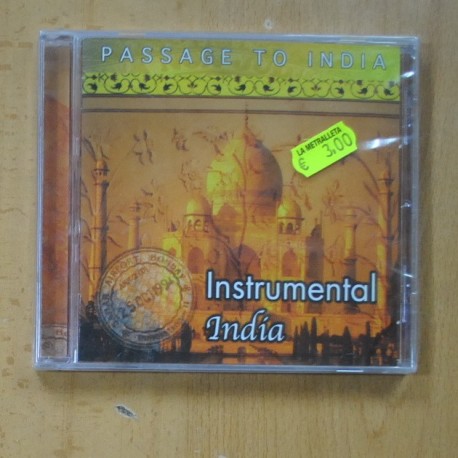 PASSAGE TO INDIA
LA METRALLETA
€ 3,00
Instrumental
India